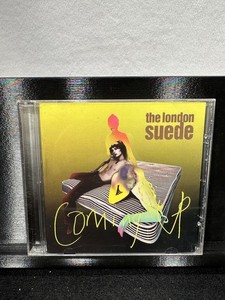 the london
suede
Coming Up